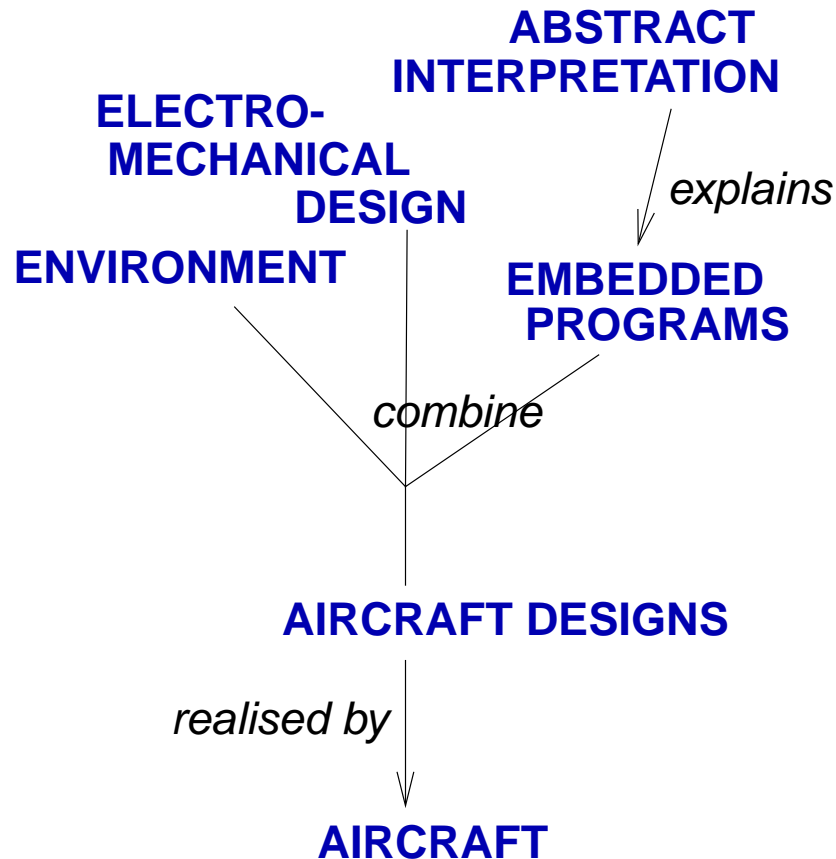 ABSTRACT
INTERPRETATION
ELECTRO-
MECHANICAL
DESIGN
explains
ENVIRONMENT
EMBEDDED
PROGRAMS
combine
AIRCRAFT DESIGNS
realised by
AIRCRAFT